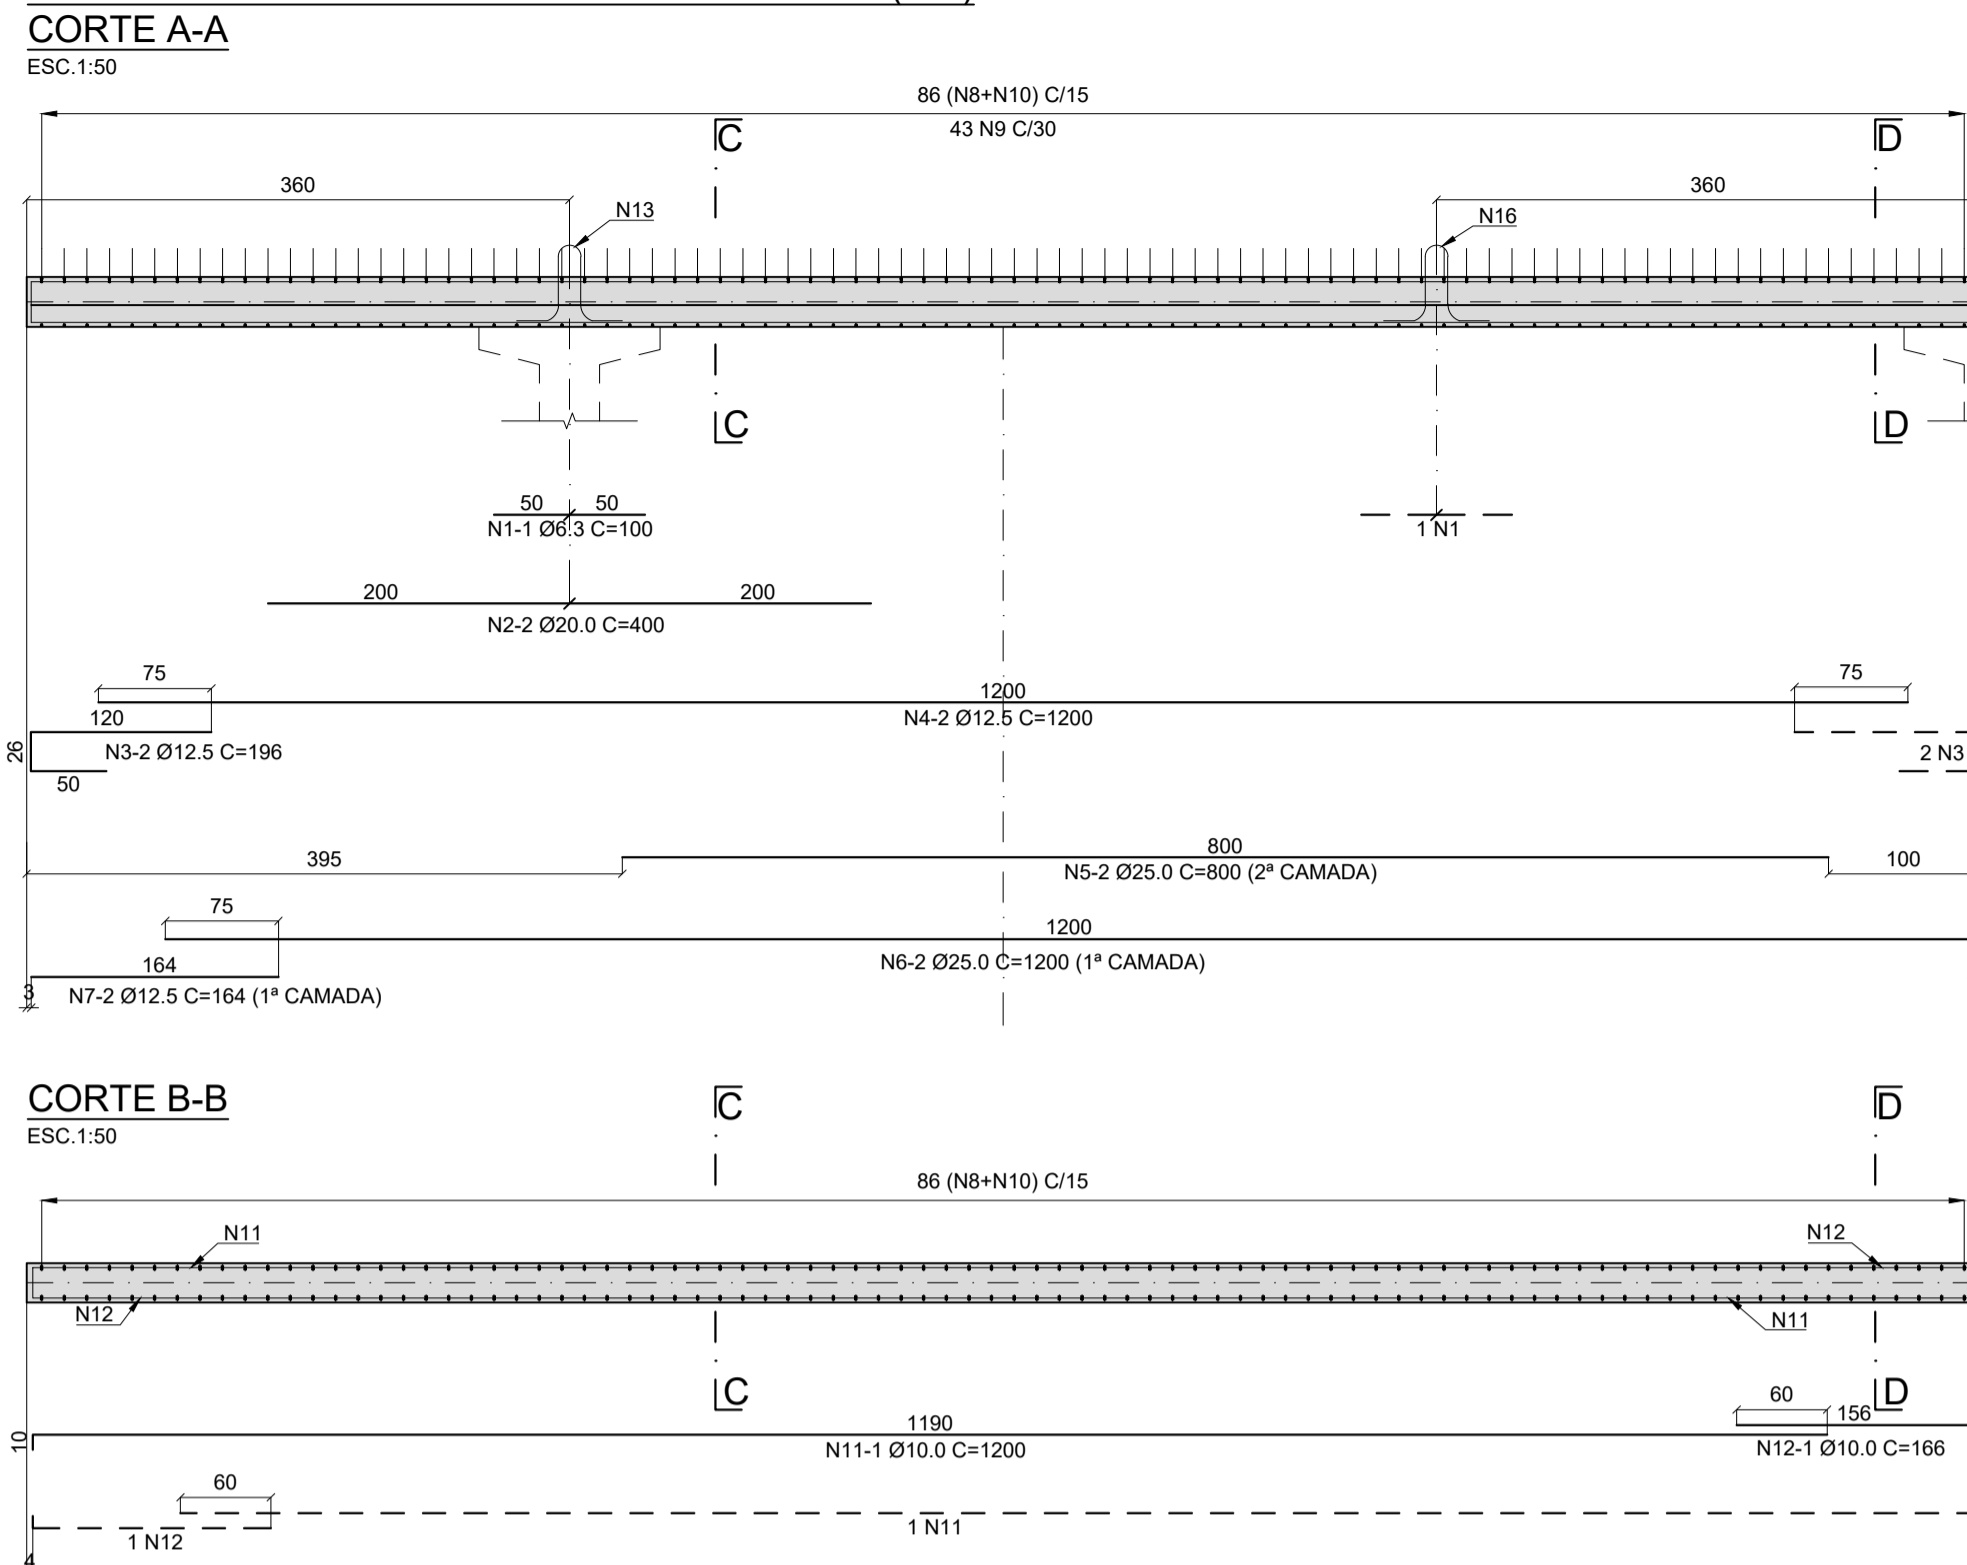 CORTE A-A
ESC.1:50
86 (N8+N10) C/15
43 N9 C/30
C
D
360
360
N13
N16
C
D
50
50
N1-1 Ø6.3 C=100
1 N1
200
200
N2-2 Ø20.0 C=400
75
75
1200
N4-2 Ø12.5 C=1200
120
26
N3-2 Ø12.5 C=196
2 N3
50
395
800
100
N5-2 Ø25.0 C=800 (2ª CAMADA)
75
1200
N6-2 Ø25.0 C=1200 (1ª CAMADA)
164
3
N7-2 Ø12.5 C=164 (1ª CAMADA)
CORTE B-B
ESC.1:50
C
D
86 (N8+N10) C/15
N11
N12
N12
N11
C
D
60
156
10
1190
N11-1 Ø10.0 C=1200
N12-1 Ø10.0 C=166
60
1 N12
1 N11
4